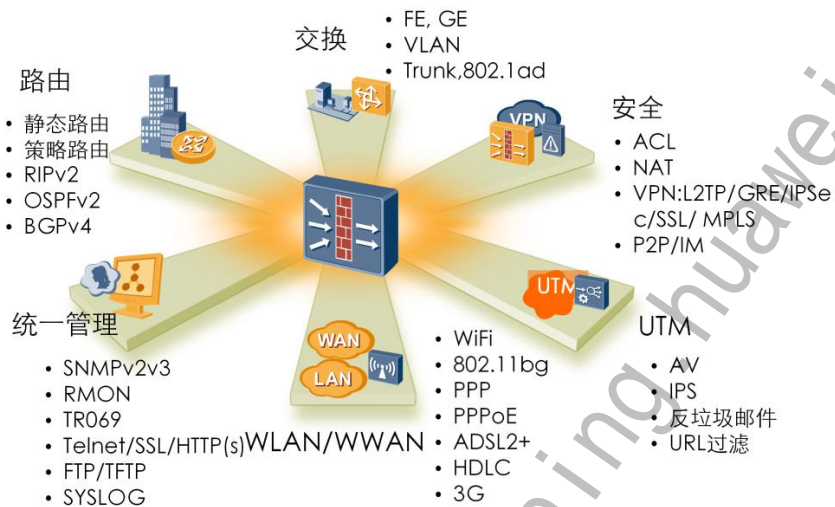 交换
• FE, GE
• VLAN
• Trunk,802.1ad
路由
• 静态路由
• 策略路由
• RIPv2
• OSPFv2
• BGPv4
VPN
安全
• ACL
• NAT
• VPN:L2TP/GRE/IPSe
c/SSL/ MPLS
• P2P/IM
统一管理
• SNMPv2v3
• RMON
• TR069
• Telnet/SSL/HTTP(s)
• FTP/TFTP
• SYSLOG
WAN
LAN
WLAN/WWAN
• WiFi
• 802.11bg
• PPP
• PPPoE
• ADSL2+
• HDLC
• 3G
UTM
UTM
• AV
• IPS
• 反垃圾邮件
• URL过滤
ning.huawei